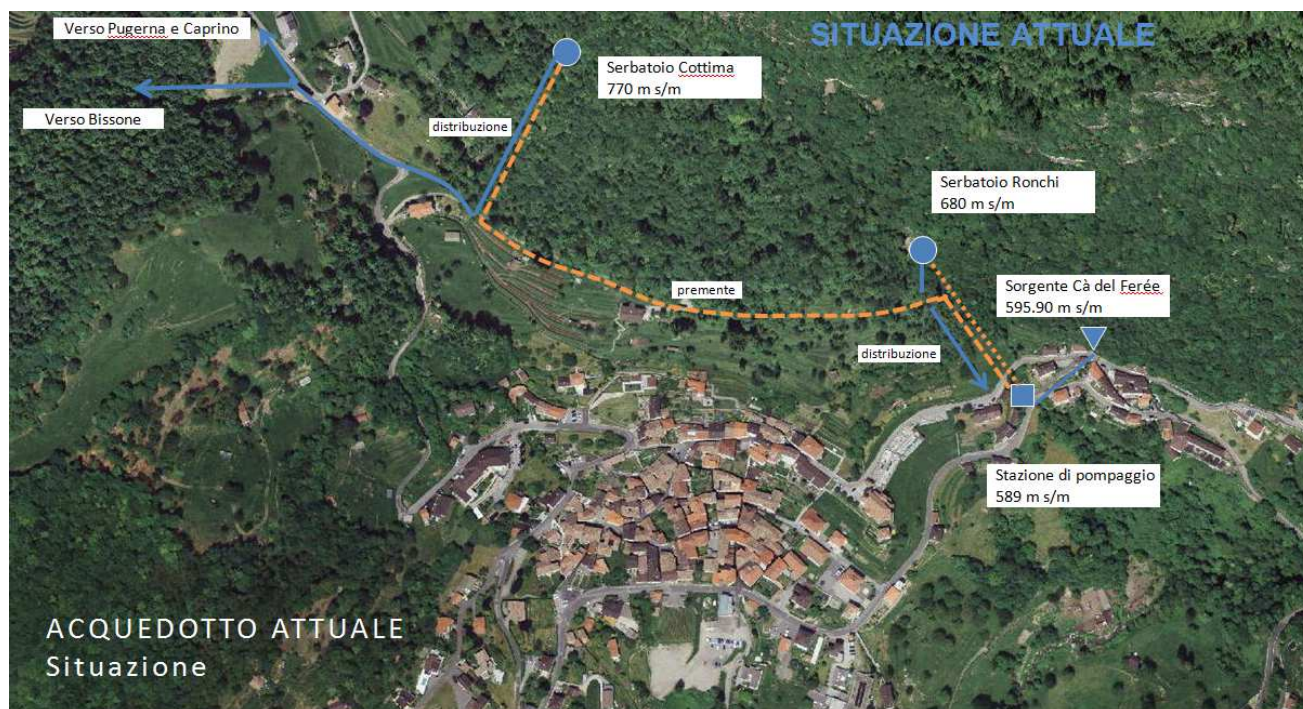 Verso Pugerna e Caprino
SITUAZIONE ATTUALE
Serbatoio Cottima
770 m s/m
Verso Bissone
distribuzione
Serbatoio Ronchi
680 m s/m
Sorgente Cà del Ferée
595.90 m s/m
premente
distribuzione
Stazione di pompaggio
589 m s/m
ACQUEDOTTO ATTUALE
Situazione